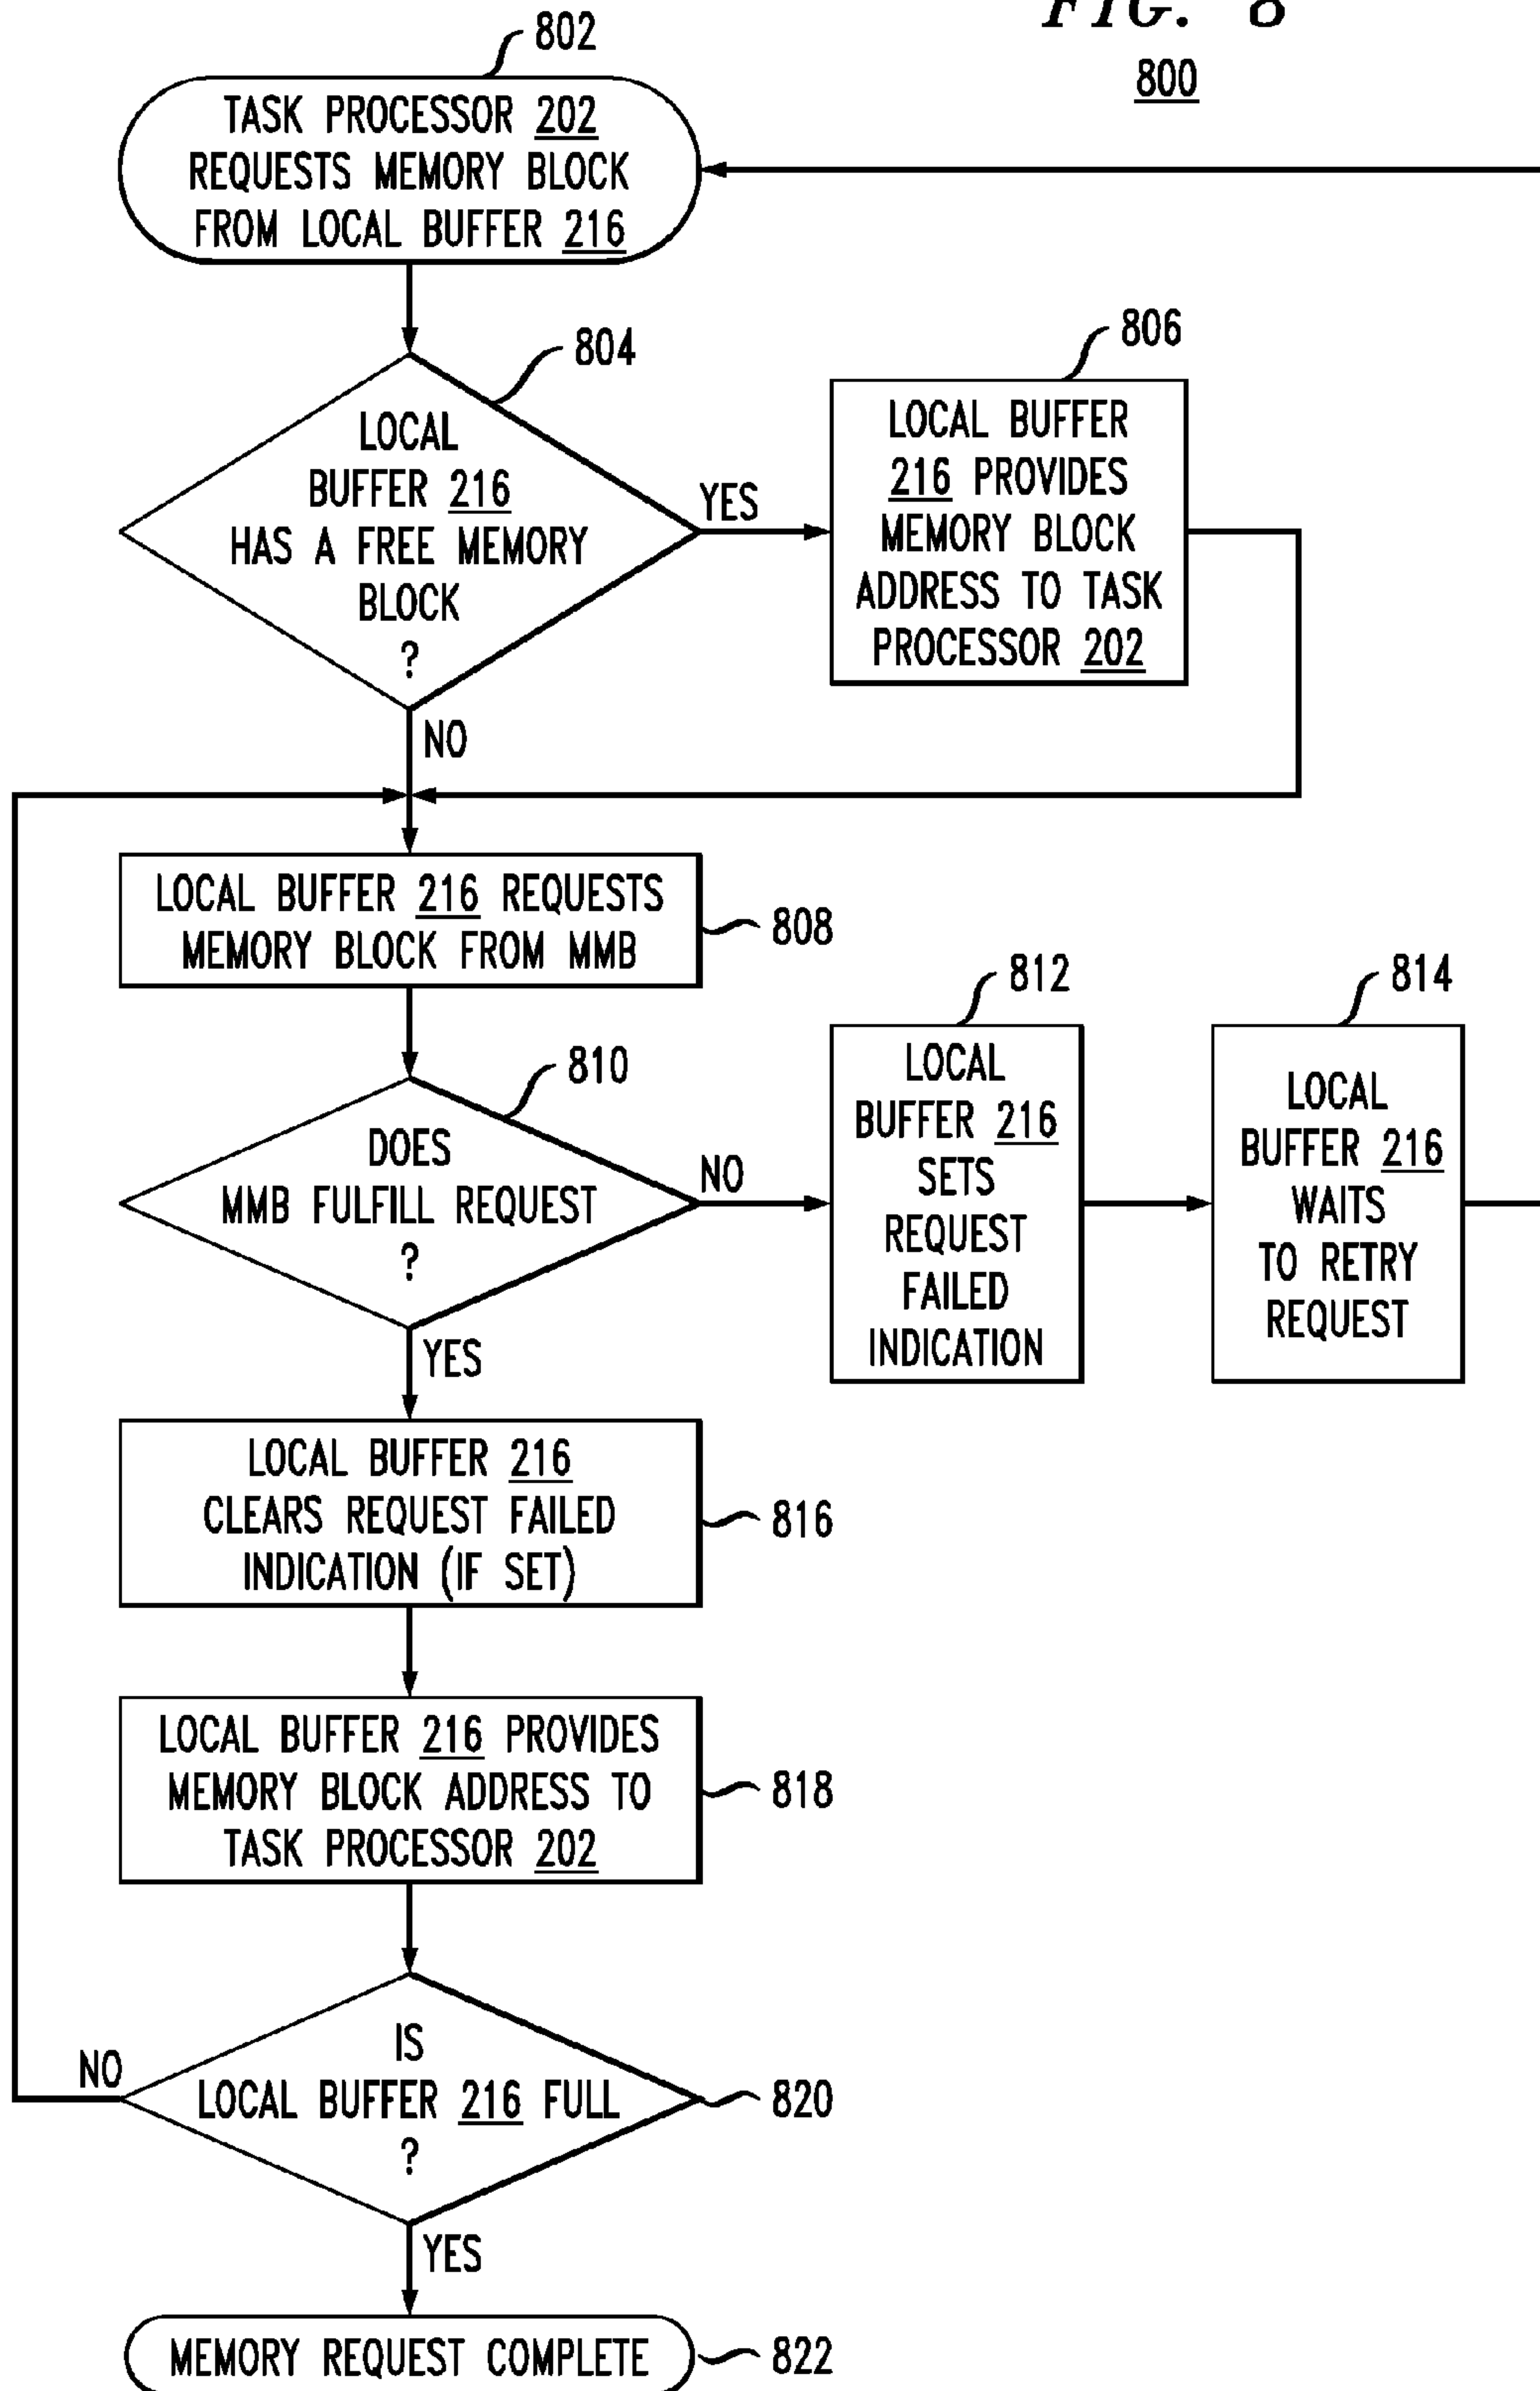 FIG. 8
800
802
TASK PROCESSOR 202
REQUESTS MEMORY BLOCK
FROM LOCAL BUFFER 216
804
LOCAL
BUFFER 216
HAS A FREE MEMORY
BLOCK
?
YES
NO
806
LOCAL BUFFER
216 PROVIDES
MEMORY BLOCK
ADDRESS TO TASK
PROCESSOR 202
LOCAL BUFFER 216 REQUESTS
MEMORY BLOCK FROM MMB
808
810
DOES
MMB FULFILL REQUEST
?
NO
YES
812
LOCAL
BUFFER 216
SETS
REQUEST
FAILED
INDICATION
814
LOCAL
BUFFER 216
WAITS
TO RETRY
REQUEST
LOCAL BUFFER 216
CLEARS REQUEST FAILED
INDICATION (IF SET)
816
LOCAL BUFFER 216 PROVIDES
MEMORY BLOCK ADDRESS TO
TASK PROCESSOR 202
818
IS
LOCAL BUFFER 216 FULL
?
820
NO
YES
MEMORY REQUEST COMPLETE
822